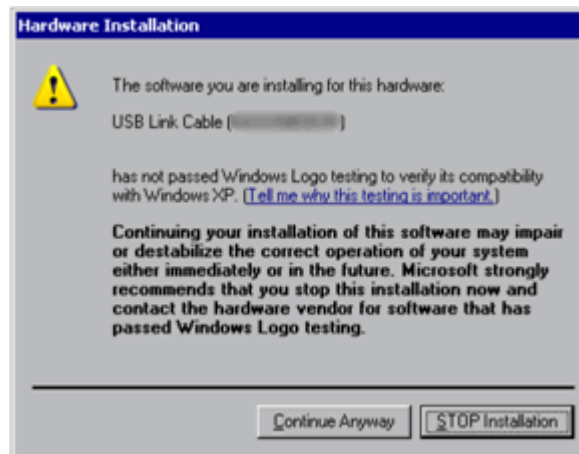 Hardware Installation
The software you are installing for this hardware:
USB Link Cable ( )
has not passed Windows Logo testing to verify its compatibility
with Windows XP. (Tell me why this testing is important.)
Continuing your installation of this software may impair
or destabilize the correct operation of your system
either immediately or in the future. Microsoft strongly
recommends that you stop this installation now and
contact the hardware vendor for software that has
passed Windows Logo testing.
Continue Anyway
STOP Installation